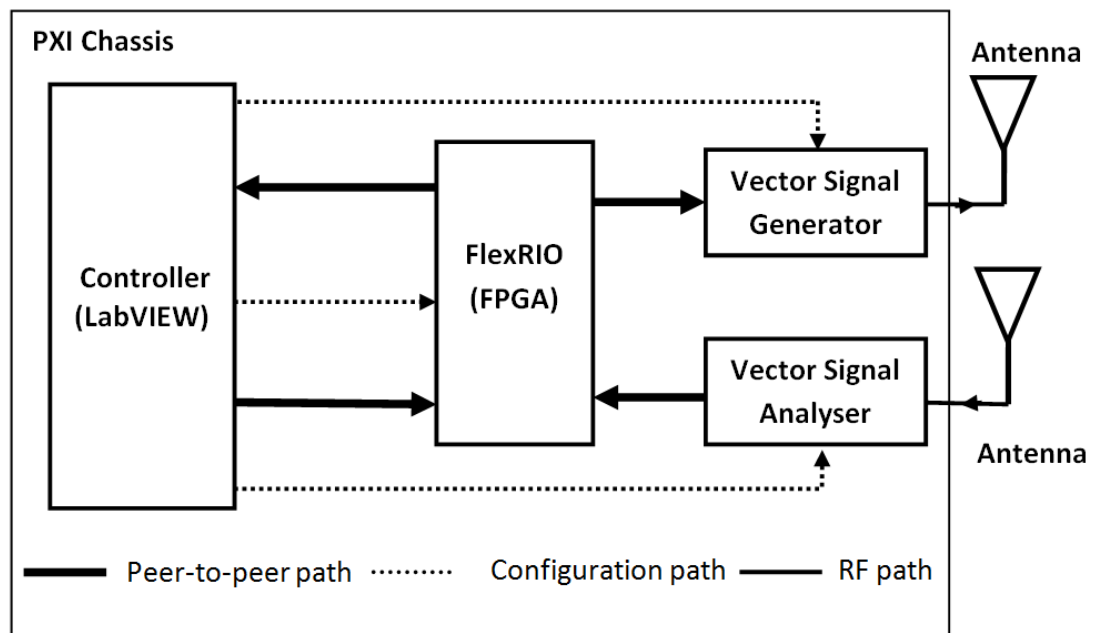 PXI Chassis
Antenna
Controller
(LabVIEW)
FlexRIO
(FPGA)
Vector Signal
Generator
Vector Signal
Analyser
Antenna
Peer-to-peer path
Configuration path
RF path